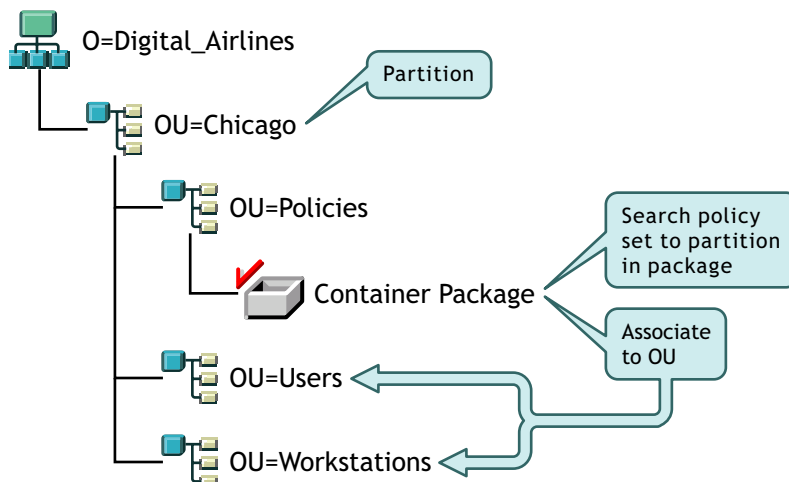 O=Digital_Airlines
Partition
OU=Chicago
OU=Policies
Search policy
set to partition
in package
Container Package
Associate
to OU
OU=Users
OU=Workstations